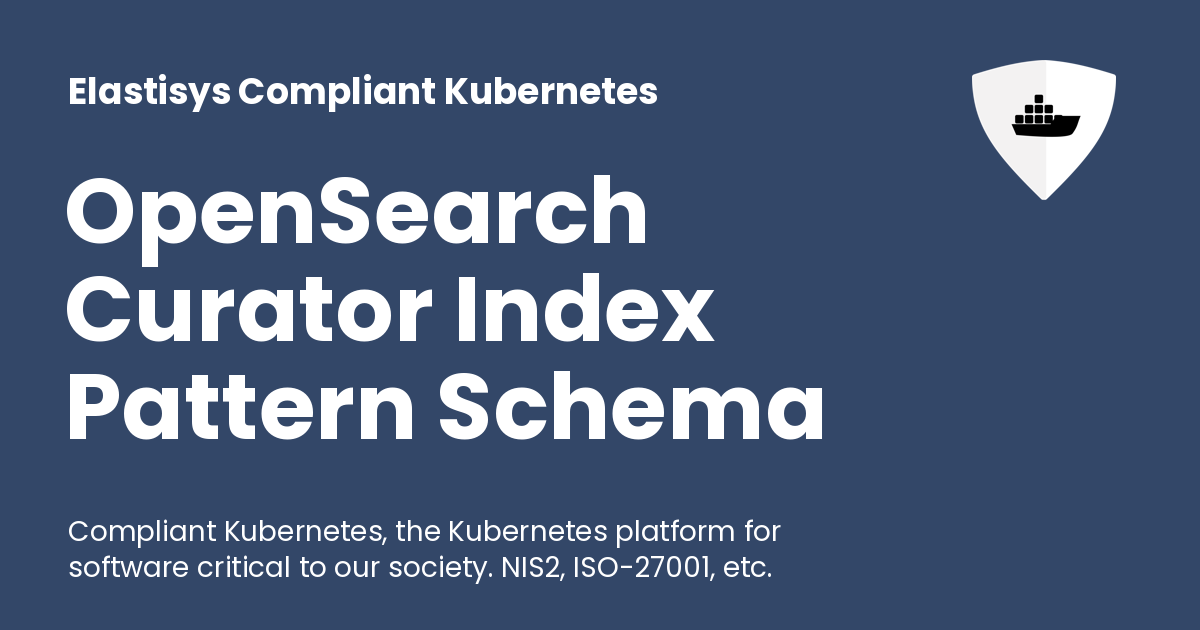 Elastisys Compliant Kubernetes
OpenSearch
Curator Index
Pattern Schema
Compliant Kubernetes, the Kubernetes platform for
software critical to our society. NIS2, ISO-27001, etc.